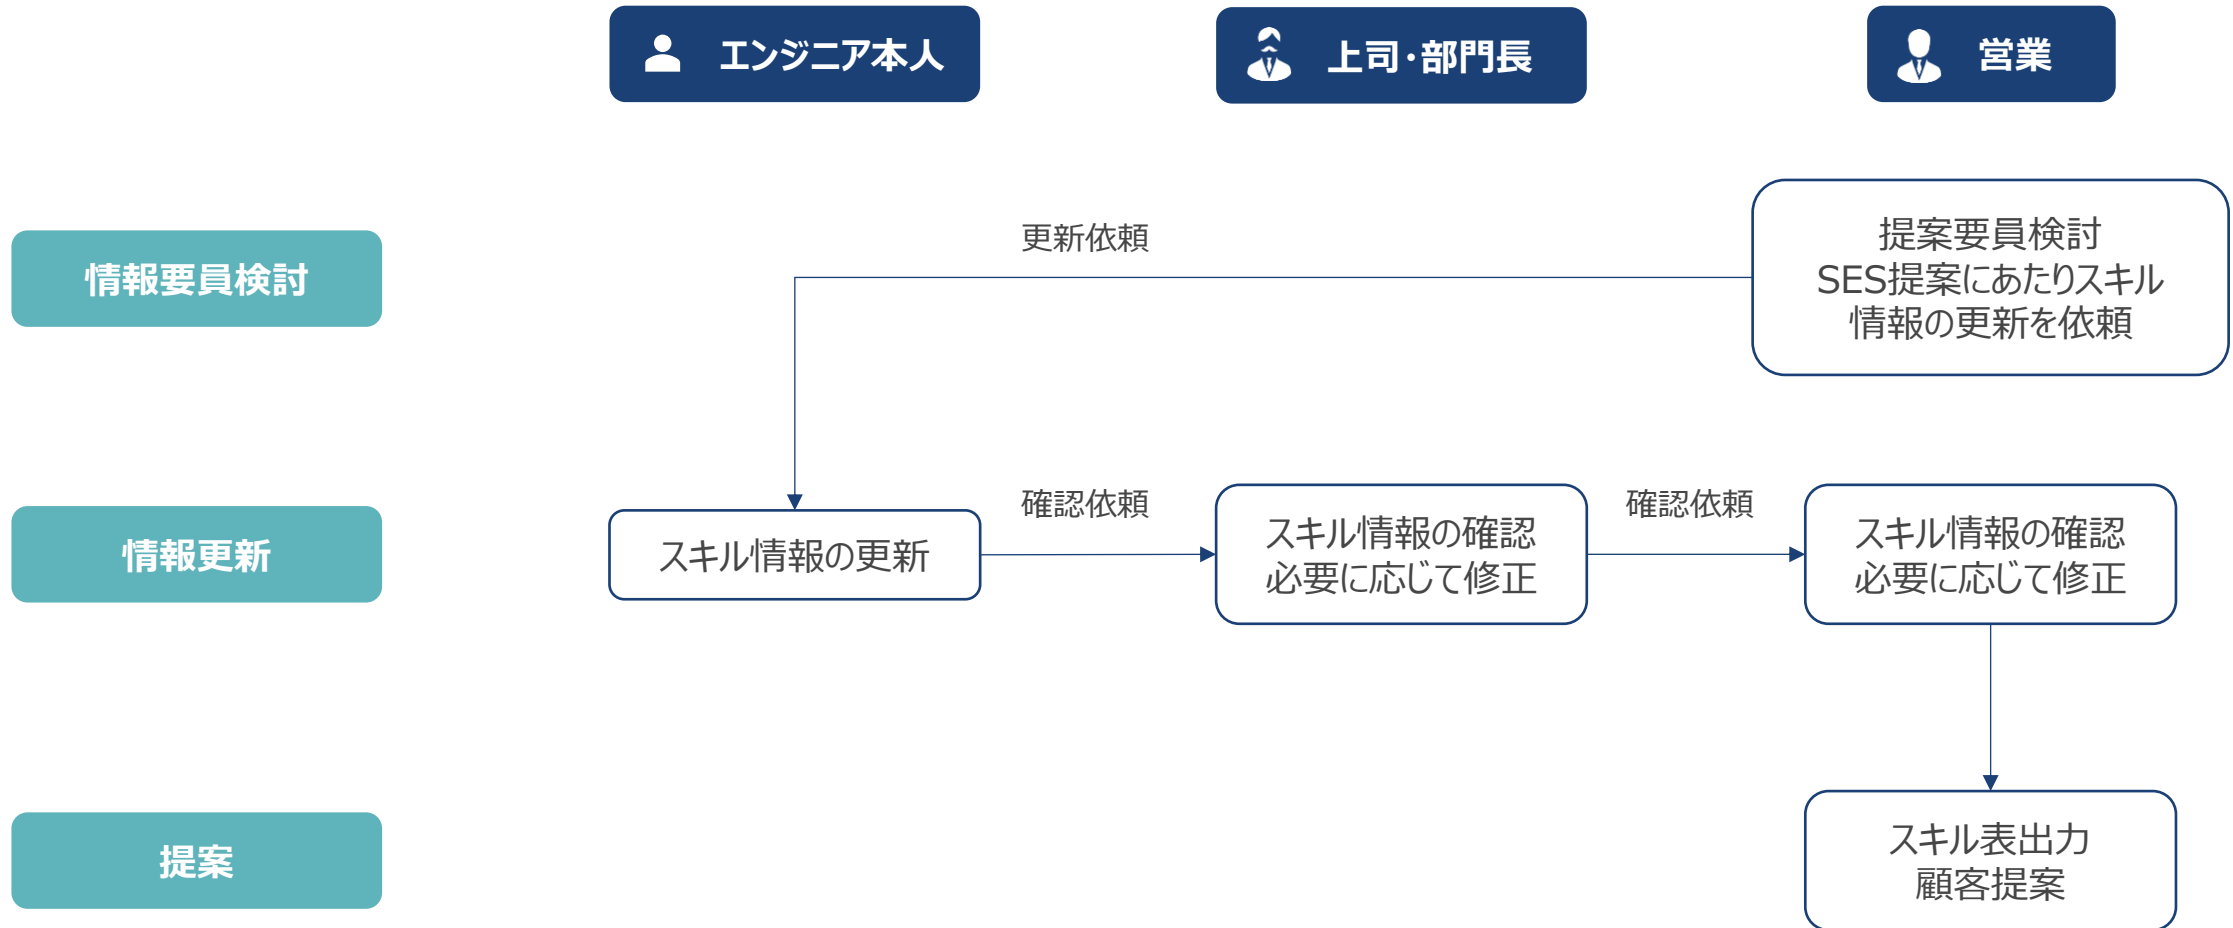 エンジニア本人
上司・部門長
営業
情報要員検討
更新依頼
提案要員検討
SES提案にあたりスキル
情報の更新を依頼
情報更新
スキル情報の更新
確認依頼
スキル情報の確認
必要に応じて修正
確認依頼
スキル情報の確認
必要に応じて修正
提案
スキル表出力
顧客提案